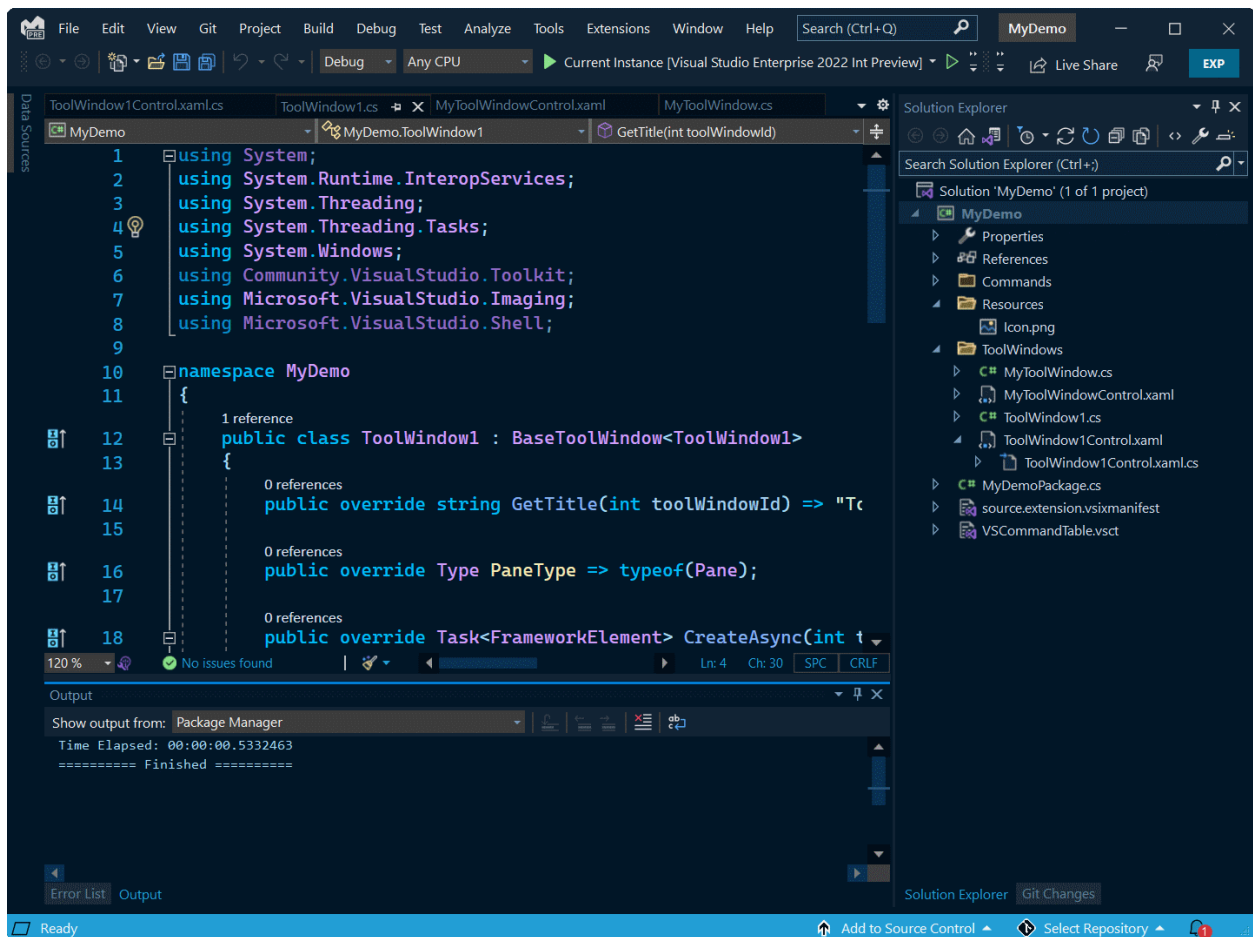 PRE File Edit View Git Project Build Debug Test Analyze Tools Extensions Window Help Search (Ctrl+Q) MyDemo
Debug Any CPU Current Instance [Visual Studio Enterprise 2022 Int Preview] Live Share EXP
Data Sources
ToolWindow1Control.xaml.cs ToolWindow1.cs MyToolWindowControl.xaml MyToolWindow.cs
C# MyDemo MyDemo.ToolWindow1 GetTitle(int toolWindowId)
1 using System;
2 using System.Runtime.InteropServices;
3 using System.Threading;
4 using System.Threading.Tasks;
5 using System.Windows;
6 using Community.VisualStudio.Toolkit;
7 using Microsoft.VisualStudio.Imaging;
8 using Microsoft.VisualStudio.Shell;
9
10 namespace MyDemo
11 {
1 reference
12 public class ToolWindow1 : BaseToolWindow<ToolWindow1>
13 {
0 references
14 public override string GetTitle(int toolWindowId) => "To
15
0 references
16 public override Type PaneType => typeof(Pane);
17
0 references
18 public override Task<FrameworkElement> CreateAsync(int t
120 % No issues found Ln: 4 Ch: 30 SPC CRLF
Output
Show output from: Package Manager
Time Elapsed: 00:00:00.5332463
========== Finished ==========
Error List Output
Solution Explorer
Search Solution Explorer (Ctrl+;)
Solution 'MyDemo' (1 of 1 project)
C# MyDemo
Properties
References
Commands
Resources
Icon.png
ToolWindows
C# MyToolWindow.cs
MyToolWindowControl.xaml
C# ToolWindow1.cs
ToolWindow1Control.xaml
ToolWindow1Control.xaml.cs
C# MyDemoPackage.cs
source.extension.vsixmanifest
VSCommandTable.vsct
Solution Explorer Git Changes
Ready Add to Source Control Select Repository 1